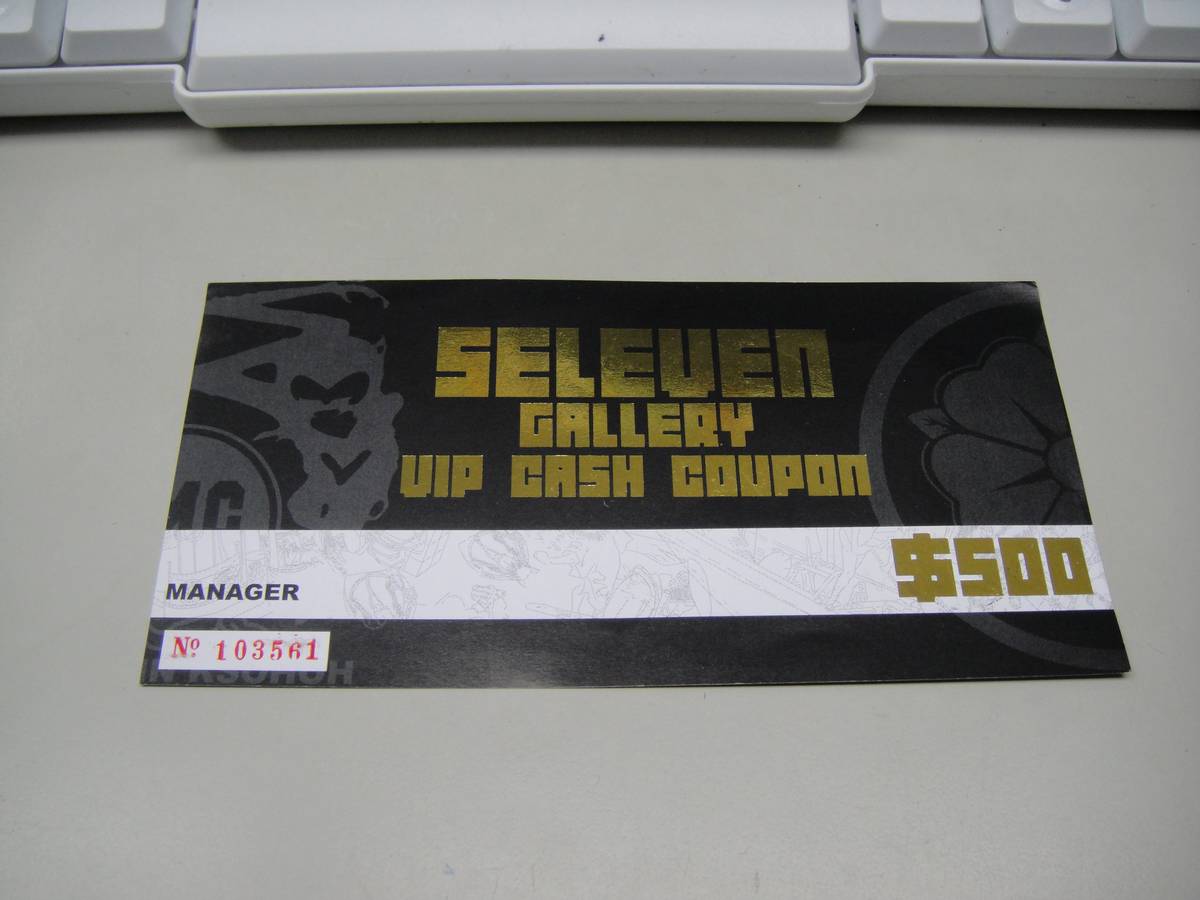 SELEVEN
GALLERY
VIP CASH COUPON
$500
MANAGER
Nº 103561